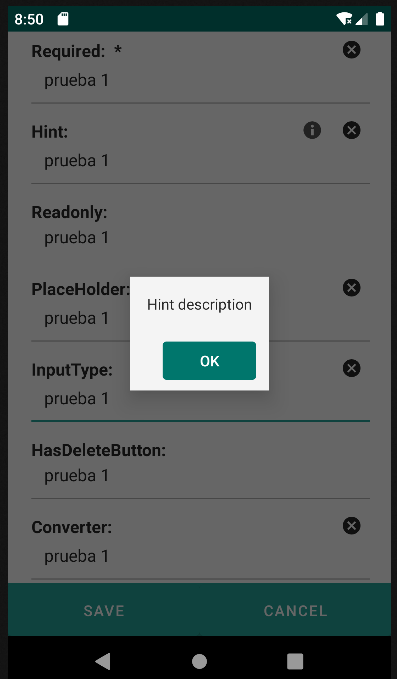 8:50
Required: *
prueba 1
Hint:
prueba 1
Readonly:
prueba 1
PlaceHolder:
prueba 1
Hint description
OK
InputType:
prueba 1
HasDeleteButton:
prueba 1
Converter:
prueba 1
SAVE CANCEL